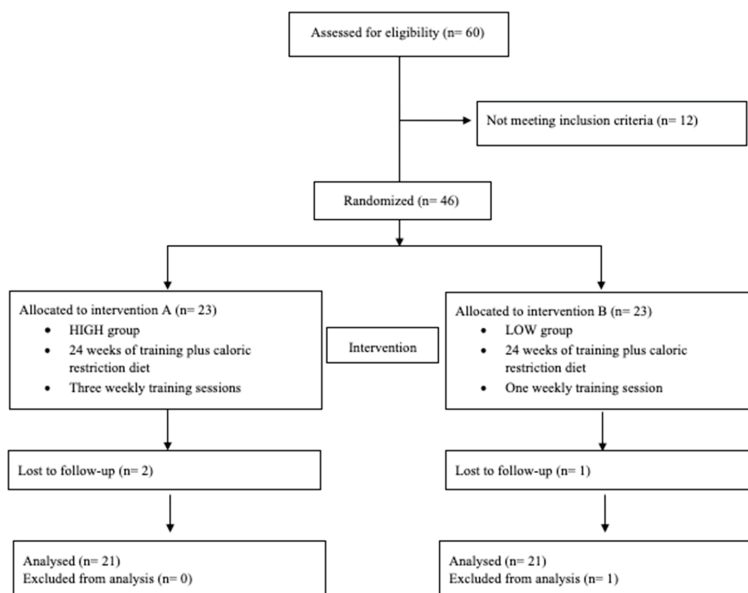 Assessed for eligibility (n= 60)
Not meeting inclusion criteria (n= 12)
Randomized (n= 46)
Allocated to intervention A (n= 23)
• HIGH group
• 24 weeks of training plus caloric
restriction diet
• Three weekly training sessions
Intervention
Allocated to intervention B (n= 23)
• LOW group
• 24 weeks of training plus caloric
restriction diet
• One weekly training session
Lost to follow-up (n= 2)
Lost to follow-up (n= 1)
Analysed (n= 21)
Excluded from analysis (n= 0)
Analysed (n= 21)
Excluded from analysis (n= 1)